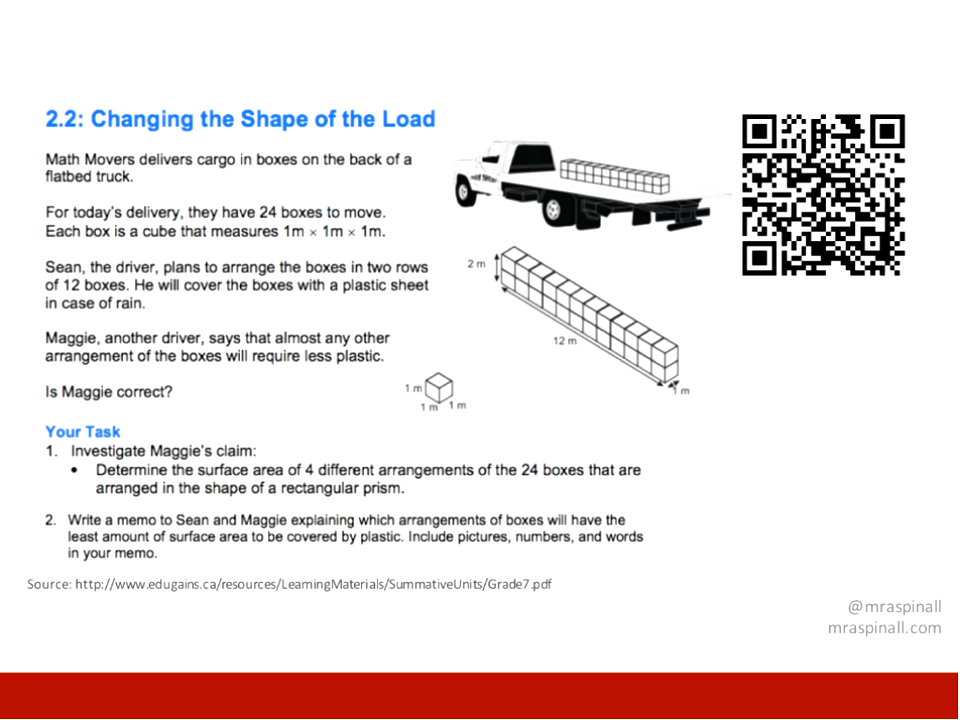 2.2: Changing the Shape of the Load
Math Movers delivers cargo in boxes on the back of a
flatbed truck.
For today's delivery, they have 24 boxes to move.
Each box is a cube that measures 1m × 1m × 1m.
Sean, the driver, plans to arrange the boxes in two rows
of 12 boxes. He will cover the boxes with a plastic sheet
in case of rain.
Maggie, another driver, says that almost any other
arrangement of the boxes will require less plastic.
Is Maggie correct?
2 m
12 m
1 m
1 m
1 m
1 m
Your Task
1. Investigate Maggie's claim:
• Determine the surface area of 4 different arrangements of the 24 boxes that are
arranged in the shape of a rectangular prism.
2. Write a memo to Sean and Maggie explaining which arrangements of boxes will have the
least amount of surface area to be covered by plastic. Include pictures, numbers, and words
in your memo.
Source: http://www.edugains.ca/resources/LearningMaterials/SummativeUnits/Grade7.pdf
@mraspinall
mraspinall.com